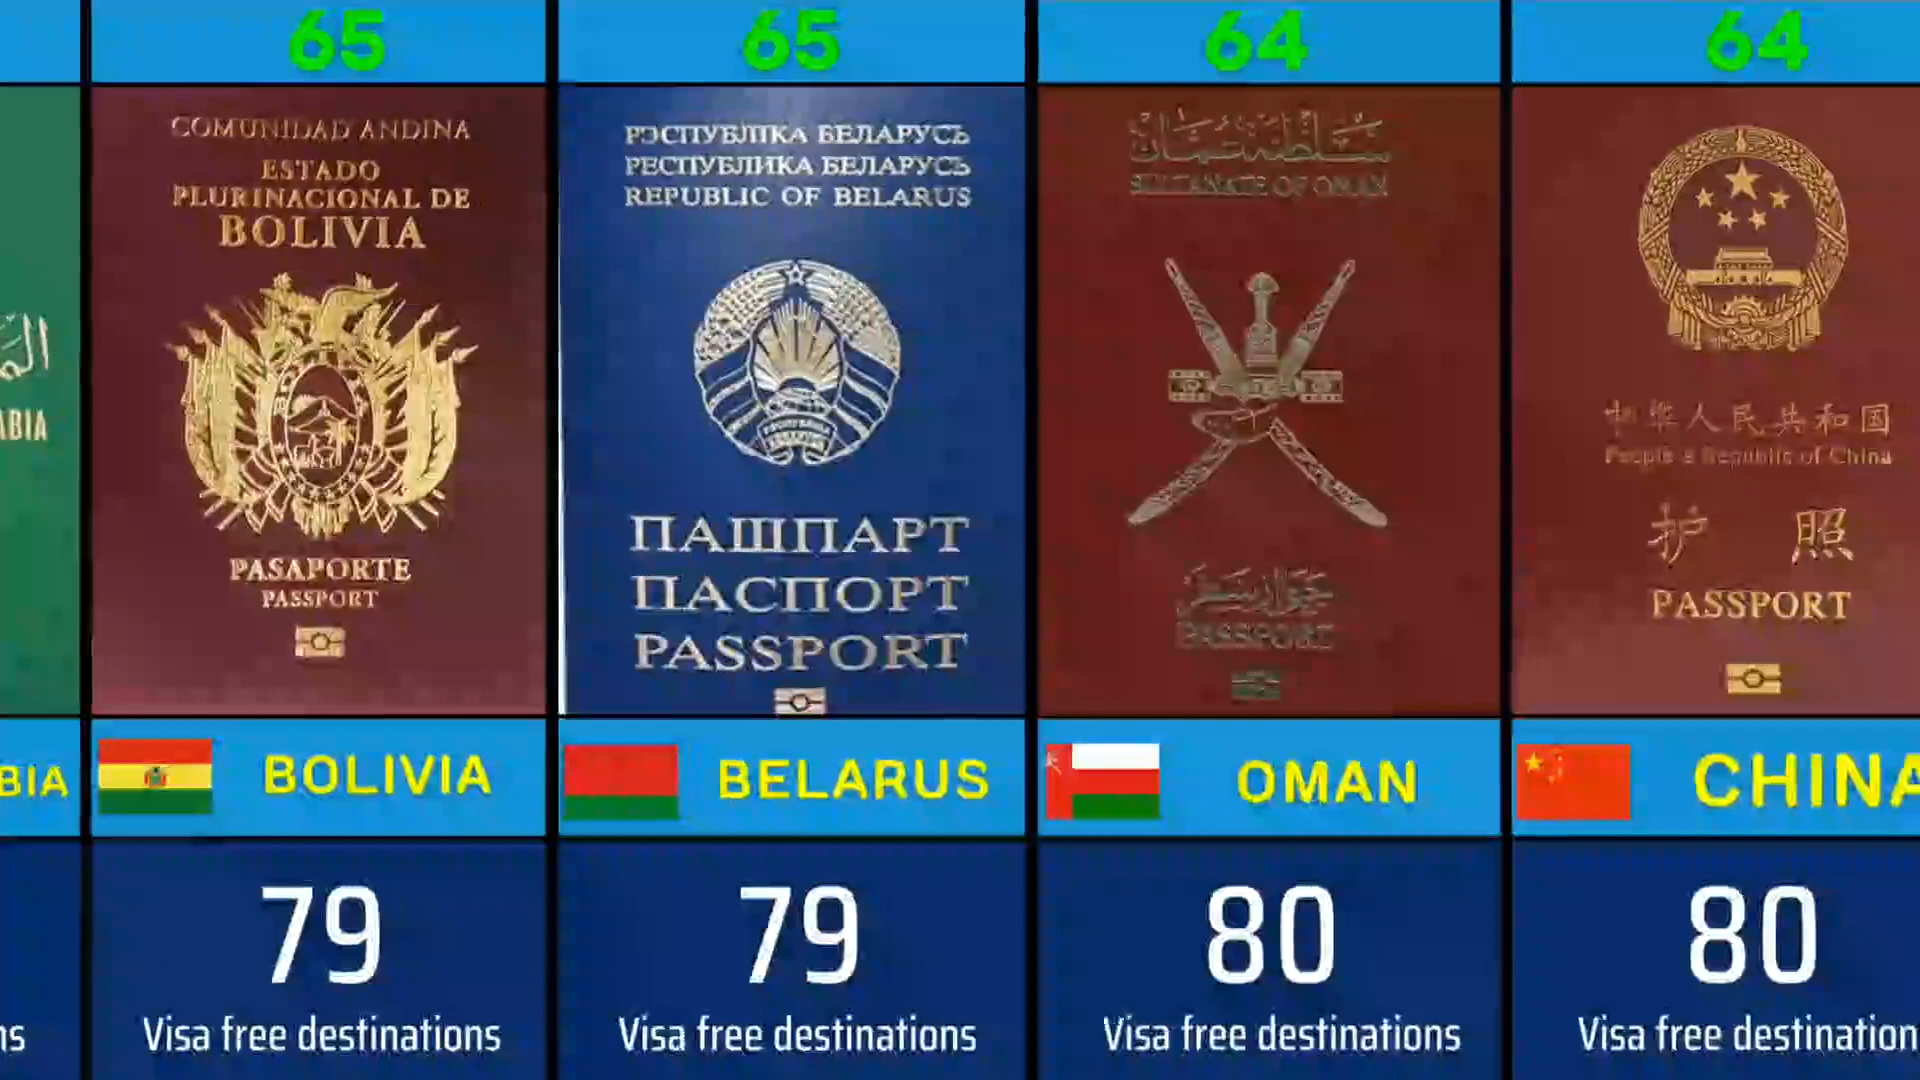 65
65
64
64
COMUNIDAD ANDINA
ESTADO
PLURINACIONAL DE
BOLIVIA
PASAPORTE
PASSPORT
РЭСПУБЛІКА БЕЛАРУСЬ
РЕСПУБЛИКА БЕЛАРУСЬ
REPUBLIC OF BELARUS
ПАШПАРТ
ПАСПОРТ
PASSPORT
سلطنة عمان
SULTANATE OF OMAN
جواز سفر
PASSPORT
中华人民共和国
People's Republic of China
护 照
PASSPORT
ABIA
BIA
BOLIVIA
BELARUS
OMAN
CHINA
79
79
80
80
ns
Visa free destinations
Visa free destinations
Visa free destinations
Visa free destination